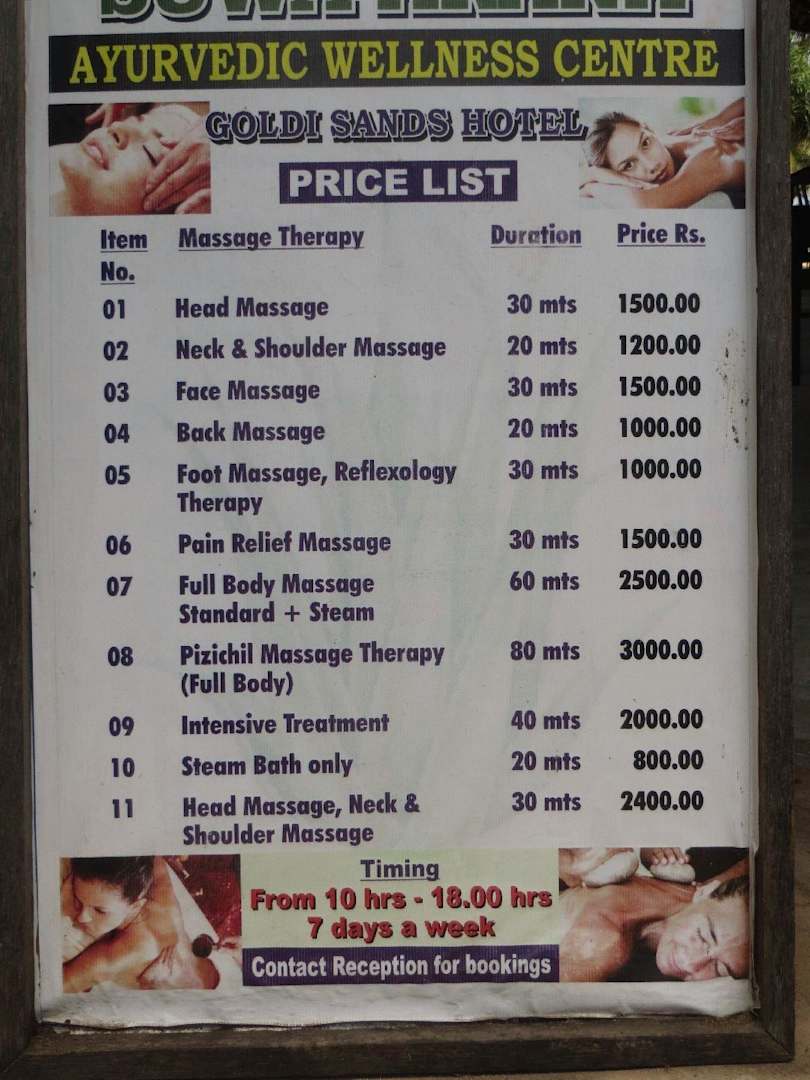 AYURVEDIC WELLNESS CENTRE
GOLDI SANDS HOTEL
PRICE LIST
Item No. Massage Therapy Duration Price Rs.
01 Head Massage 30 mts 1500.00
02 Neck & Shoulder Massage 20 mts 1200.00
03 Face Massage 30 mts 1500.00
04 Back Massage 20 mts 1000.00
05 Foot Massage, Reflexology 30 mts 1000.00
Therapy
06 Pain Relief Massage 30 mts 1500.00
07 Full Body Massage 60 mts 2500.00
Standard + Steam
08 Pizichil Massage Therapy 80 mts 3000.00
(Full Body)
09 Intensive Treatment 40 mts 2000.00
10 Steam Bath only 20 mts 800.00
11 Head Massage, Neck & 30 mts 2400.00
Shoulder Massage
Timing
From 10 hrs - 18.00 hrs
7 days a week
Contact Reception for bookings